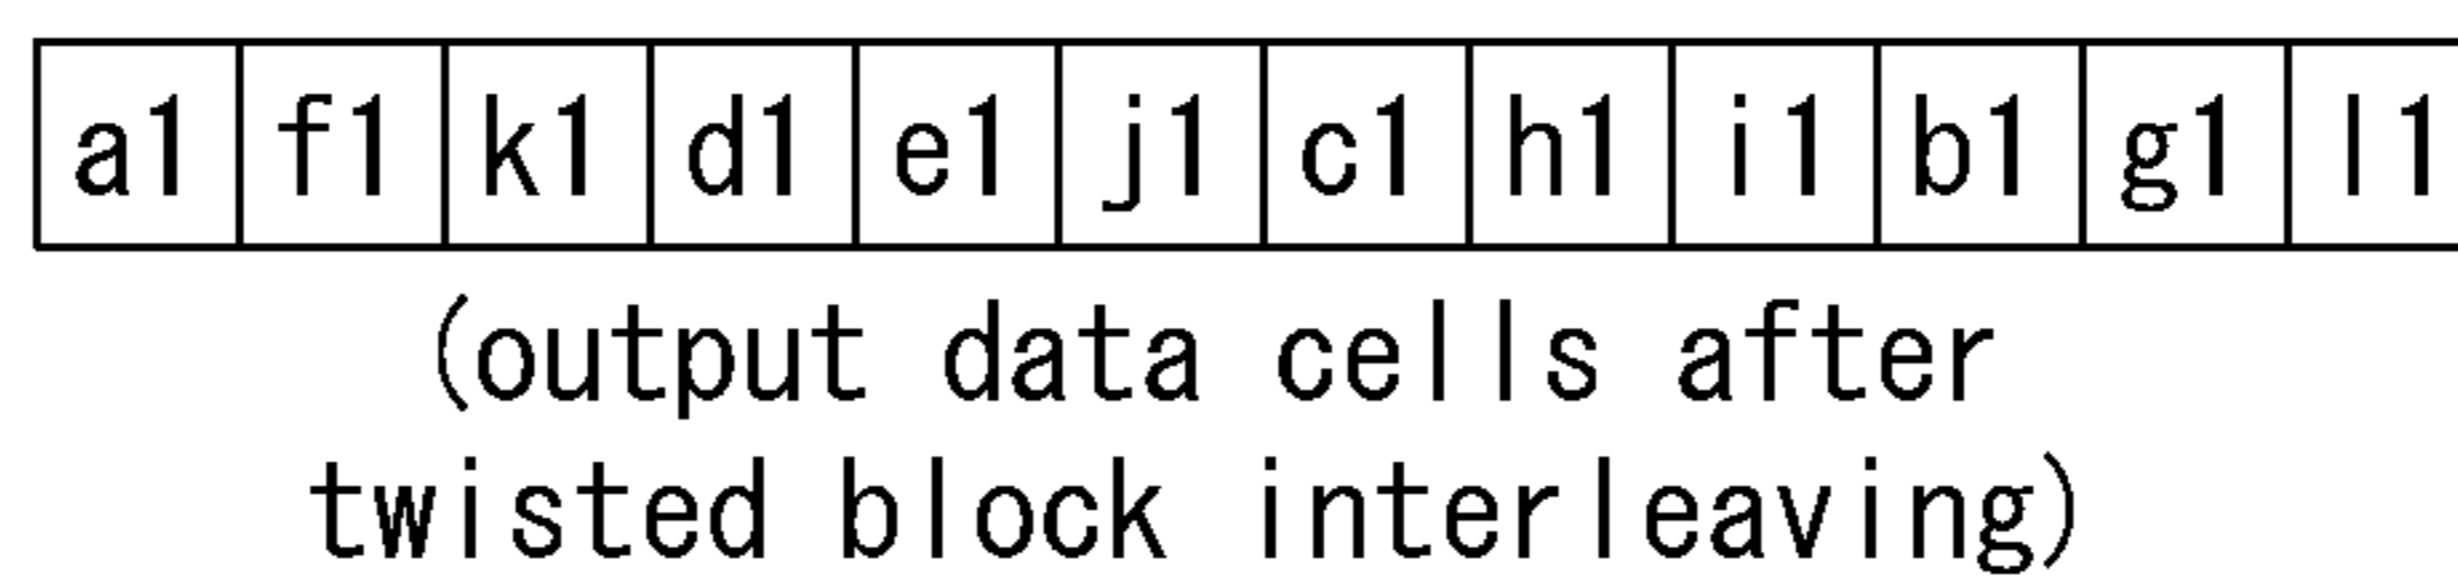 a1 f1 k1 d1 e1 j1 c1 h1 i1 b1 g1 l1
(output data cells after
twisted block interleaving)